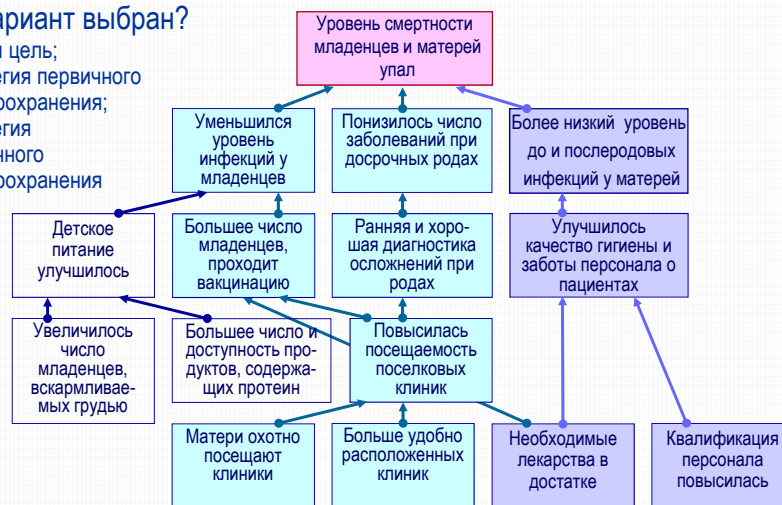 ариант выбран?
цель;
егия первичного
оохранения;
егия
чного
оохранения
Уровень смертности
младенцев и матерей
упал
Уменьшился
уровень
инфекций у
младенцев
Понизилось число
заболеваний при
досрочных родах
Более низкий уровень
до и послеродовых
инфекций у матерей
Детское
питание
улучшилось
Большее число
младенцев,
проходит
вакцинацию
Ранняя и хоро-
шая диагностика
осложнений при
родах
Улучшилось
качество гигиены и
заботы персонала о
пациентах
Увеличилось
число
младенцев,
вскармливае-
мых грудью
Большее число и
доступность про-
дуктов, содержа-
щих протеин
Повысилась
посещаемость
поселковых
клиник
Матери охотно
посещают
клиники
Больше удобно
расположенных
клиник
Необходимые
лекарства в
достатке
Квалификация
персонала
повысилась